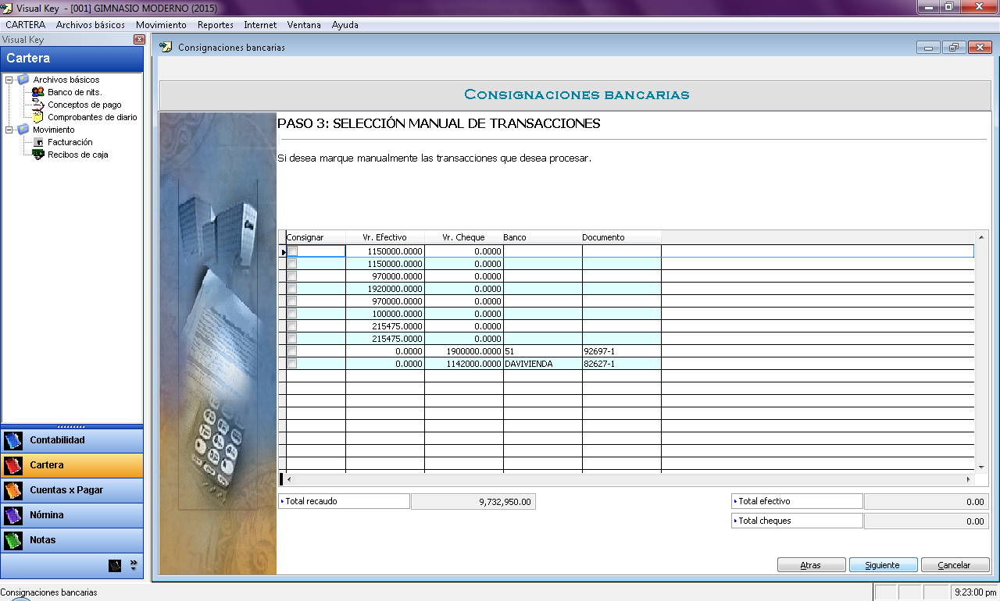 Visual Key - [001] GIMNASIO MODERNO (2015)
CARTERA Archivos básicos Movimiento Reportes Internet Ventana Ayuda
Visual Key
Cartera
Archivos básicos
Banco de nits.
Conceptos de pago
Comprobantes de diario
Movimiento
Facturación
Recibos de caja
Contabilidad
Cartera
Cuentas x Pagar
Nómina
Notas
Consignaciones bancarias
Consignaciones bancarias
PASO 3: SELECCIÓN MANUAL DE TRANSACCIONES
Si desea marque manualmente las transacciones que desea procesar.
Consignar Vr. Efectivo Vr. Cheque Banco Documento
1150000.0000 0.0000
1150000.0000 0.0000
970000.0000 0.0000
1920000.0000 0.0000
970000.0000 0.0000
100000.0000 0.0000
215475.0000 0.0000
215475.0000 0.0000
0.0000 1900000.0000 51 92697-1
0.0000 1142000.0000 DAVIVIENDA 82627-1
Total recaudo 9,732,950.00 Total efectivo 0.00
Total cheques 0.00
Atras Siguiente Cancelar
Consignaciones bancarias 9:23:00 pm